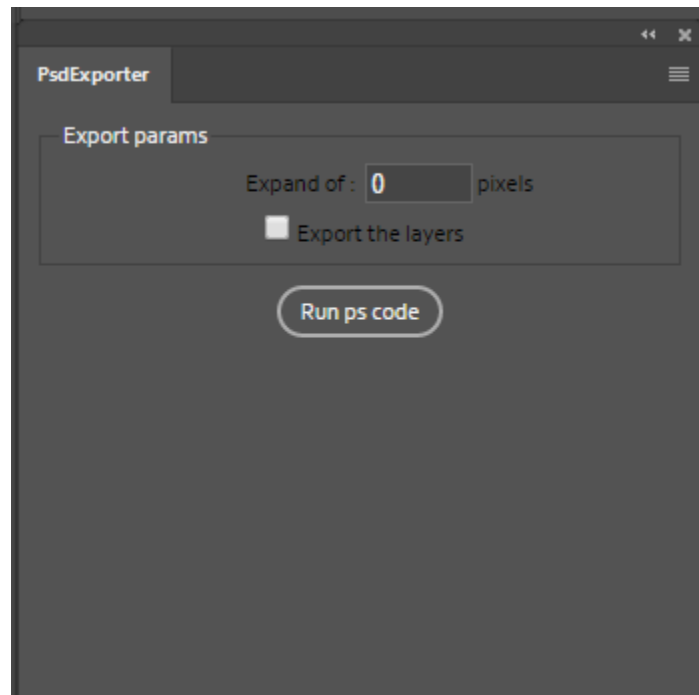 PsdExporter
Export params
Expand of : 0 pixels
Export the layers
Run ps code